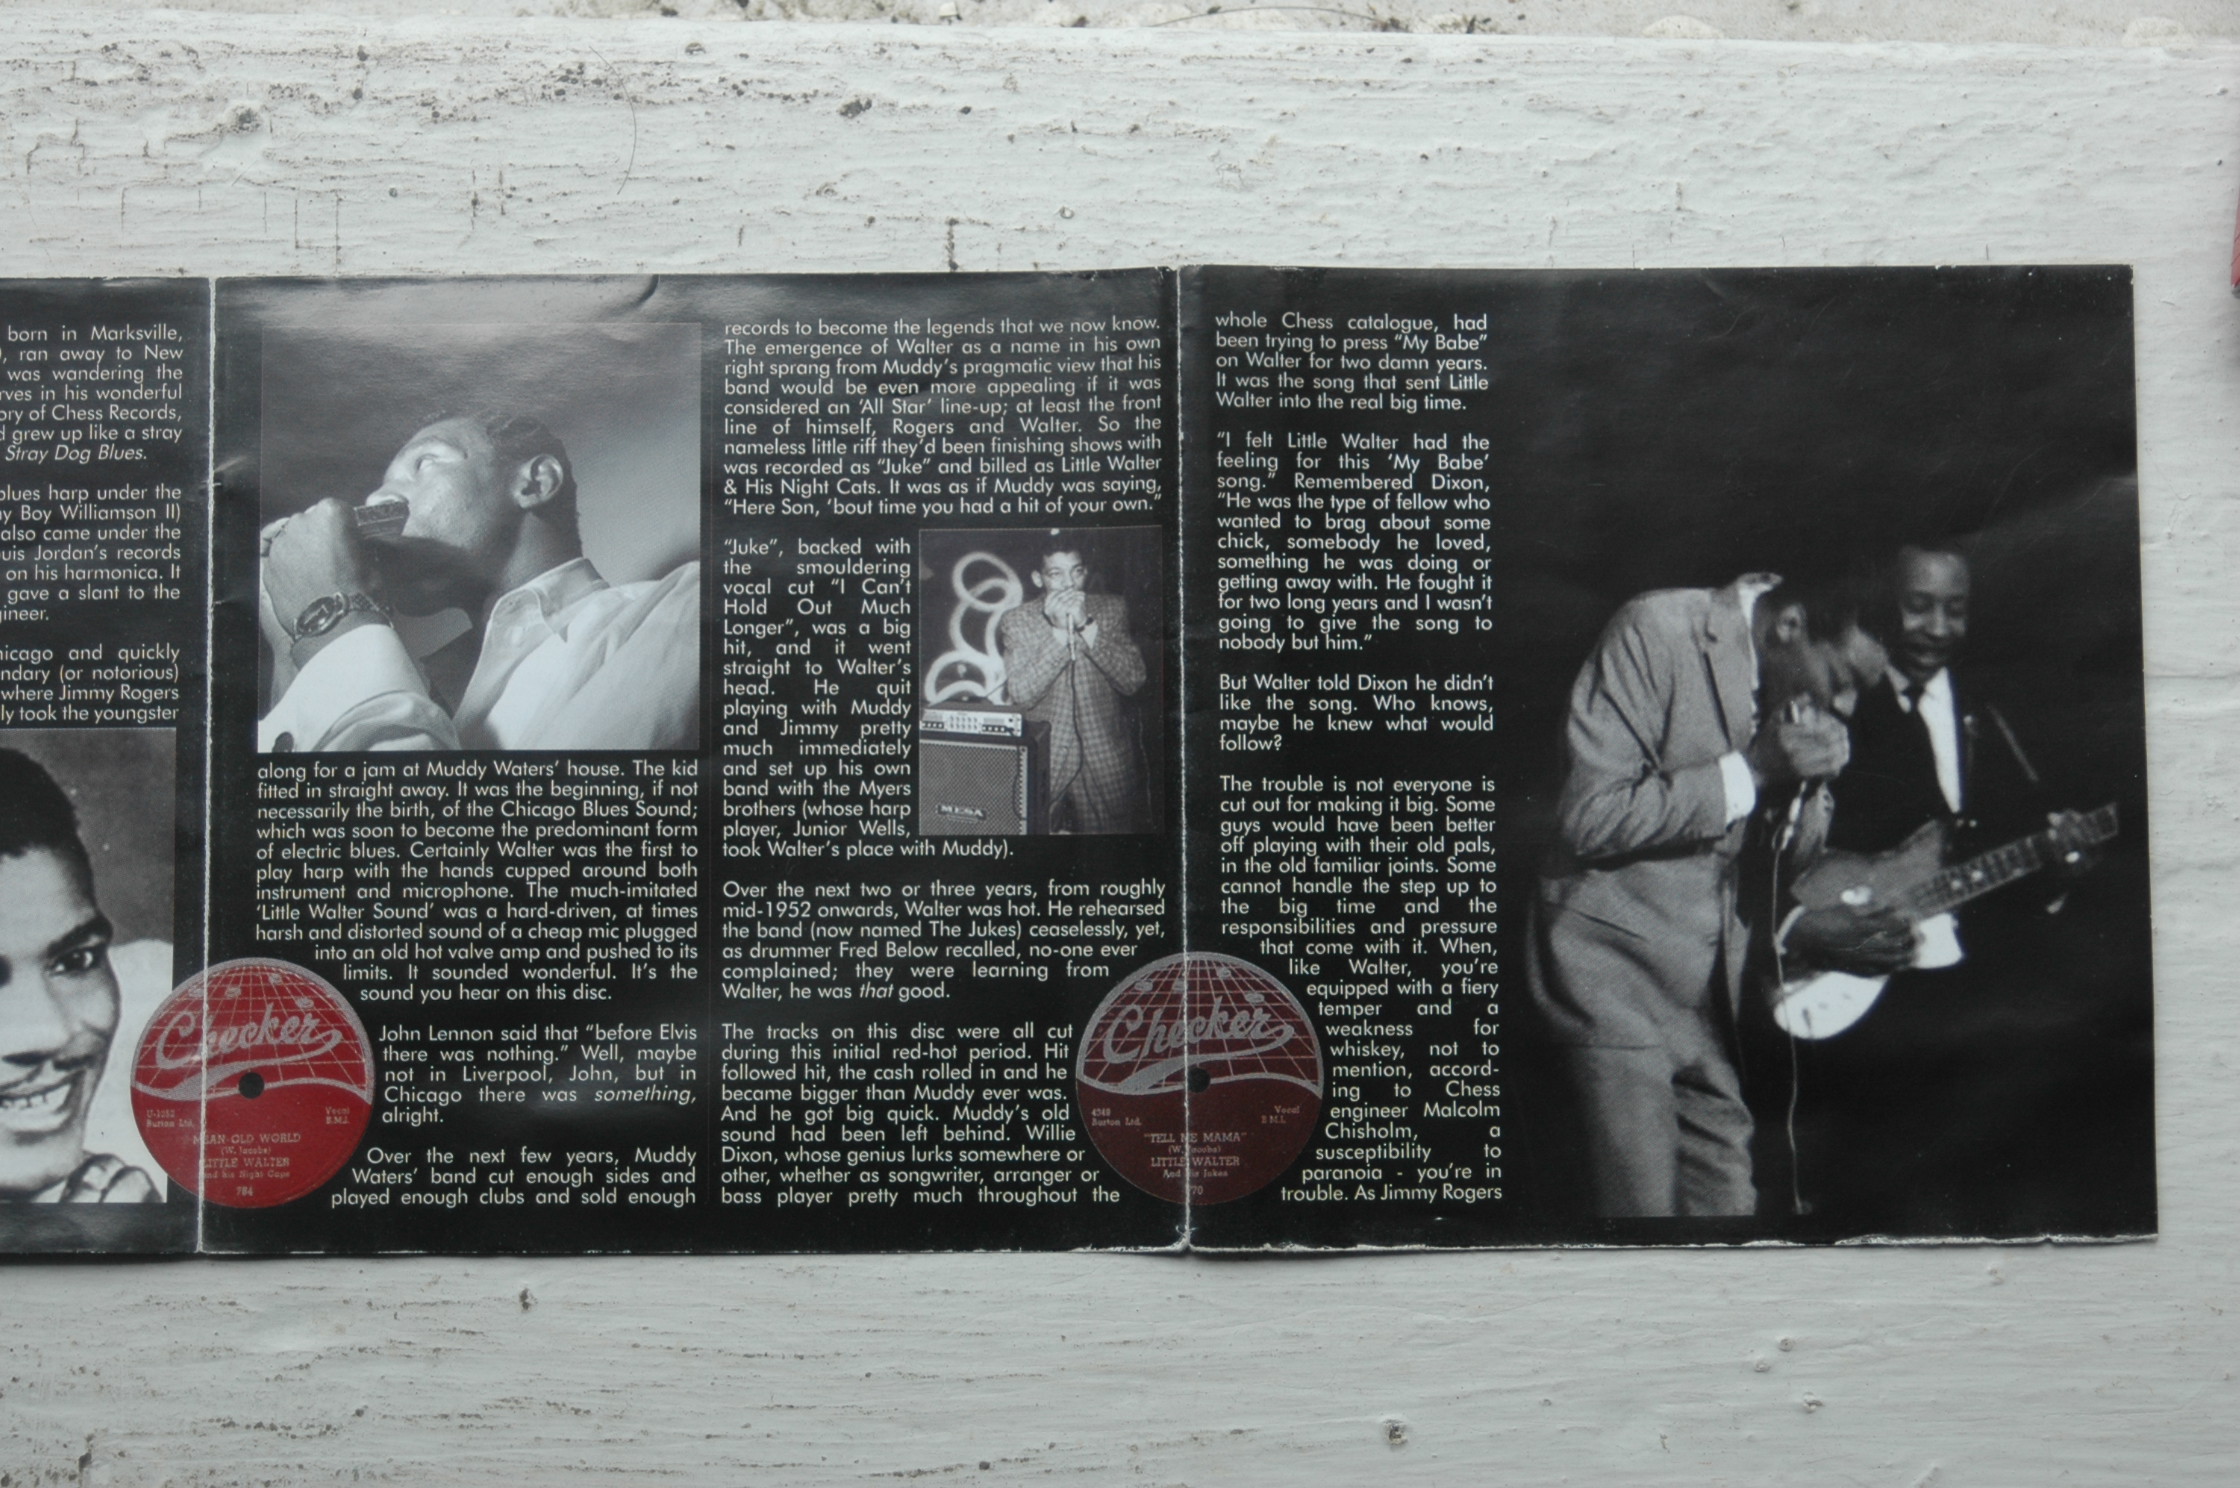 born in Marksville,
ran away to New
was wandering the
rves in his wonderful
ory of Chess Records,
d grew up like a stray
Stray Dog Blues.
blues harp under the
y Boy Williamson II)
also came under the
uis Jordan's records
on his harmonica. It
gave a slant to the
gineer.
hicago and quickly
ndary (or notorious)
where Jimmy Rogers
ly took the youngster
along for a jam at Muddy Waters' house. The kid
fitted in straight away. It was the beginning, if not
necessarily the birth, of the Chicago Blues Sound;
which was soon to become the predominant form
of electric blues. Certainly Walter was the first to
play harp with the hands cupped around both
instrument and microphone. The much-imitated
'Little Walter Sound' was a hard-driven, at times
harsh and distorted sound of a cheap mic plugged
into an old hot valve amp and pushed to its
limits. It sounded wonderful. It's the
sound you hear on this disc.
John Lennon said that "before Elvis
there was nothing." Well, maybe
not in Liverpool, John, but in
Chicago there was something,
alright.
Over the next few years, Muddy
Waters' band cut enough sides and
played enough clubs and sold enough
Checker
U-5052
Burton Ltd.
Vocal
B.M.I.
MEAN OLD WORLD
(W. Jacobs)
LITTLE WALTER
And his Night Caps
764
records to become the legends that we now know.
The emergence of Walter as a name in his own
right sprang from Muddy's pragmatic view that his
band would be even more appealing if it was
considered an 'All Star' line-up; at least the front
line of himself, Rogers and Walter. So the
nameless little riff they'd been finishing shows with
was recorded as "Juke" and billed as Little Walter
& His Night Cats. It was as if Muddy was saying,
"Here Son, 'bout time you had a hit of your own."
"Juke", backed with
the smouldering
vocal cut "I Can't
Hold Out Much
Longer", was a big
hit, and it went
straight to Walter's
head. He quit
playing with Muddy
and Jimmy pretty
much immediately
and set up his own
band with the Myers
brothers (whose harp
player, Junior Wells,
took Walter's place with Muddy).
MESA
Over the next two or three years, from roughly
mid-1952 onwards, Walter was hot. He rehearsed
the band (now named The Jukes) ceaselessly, yet,
as drummer Fred Below recalled, no-one ever
complained; they were learning from
Walter, he was that good.
The tracks on this disc were all cut
during this initial red-hot period. Hit
followed hit, the cash rolled in and he
became bigger than Muddy ever was.
And he got big quick. Muddy's old
sound had been left behind. Willie
Dixon, whose genius lurks somewhere or
other, whether as songwriter, arranger or
bass player pretty much throughout the
Checker
Burton Ltd.
Vocal
B.M.I.
"TELL ME MAMA"
(W. Jacobs)
LITTLE WALTER
And his Jukes
70
whole Chess catalogue, had
been trying to press "My Babe"
on Walter for two damn years.
It was the song that sent Little
Walter into the real big time.
"I felt Little Walter had the
feeling for this 'My Babe'
song." Remembered Dixon,
"He was the type of fellow who
wanted to brag about some
chick, somebody he loved,
something he was doing or
getting away with. He fought it
for two long years and I wasn't
going to give the song to
nobody but him."
But Walter told Dixon he didn't
like the song. Who knows,
maybe he knew what would
follow?
The trouble is not everyone is
cut out for making it big. Some
guys would have been better
off playing with their old pals,
in the old familiar joints. Some
cannot handle the step up to
the big time and the
responsibilities and pressure
that come with it. When,
like Walter, you're
equipped with a fiery
temper and a
weakness for
whiskey, not to
mention, accord-
ing to Chess
engineer Malcolm
Chisholm, a
susceptibility to
paranoia - you're in
trouble. As Jimmy Rogers